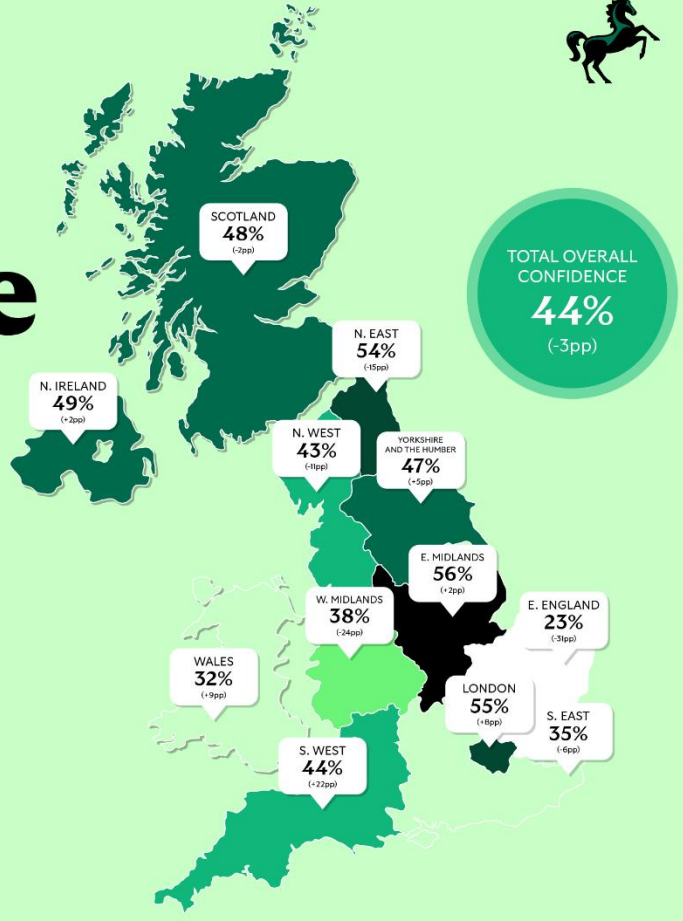 SCOTLAND
48%
(-2pp)
TOTAL OVERALL
CONFIDENCE
44%
(-3pp)
e
N. EAST
54%
(-15pp)
N. IRELAND
49%
(+2pp)
N. WEST
43%
(-11pp)
YORKSHIRE
AND THE HUMBER
47%
(+5pp)
E. MIDLANDS
56%
(+2pp)
W. MIDLANDS
38%
(-24pp)
E. ENGLAND
23%
(-31pp)
WALES
32%
(+9pp)
LONDON
55%
(+8pp)
S. EAST
35%
(-6pp)
S. WEST
44%
(+22pp)